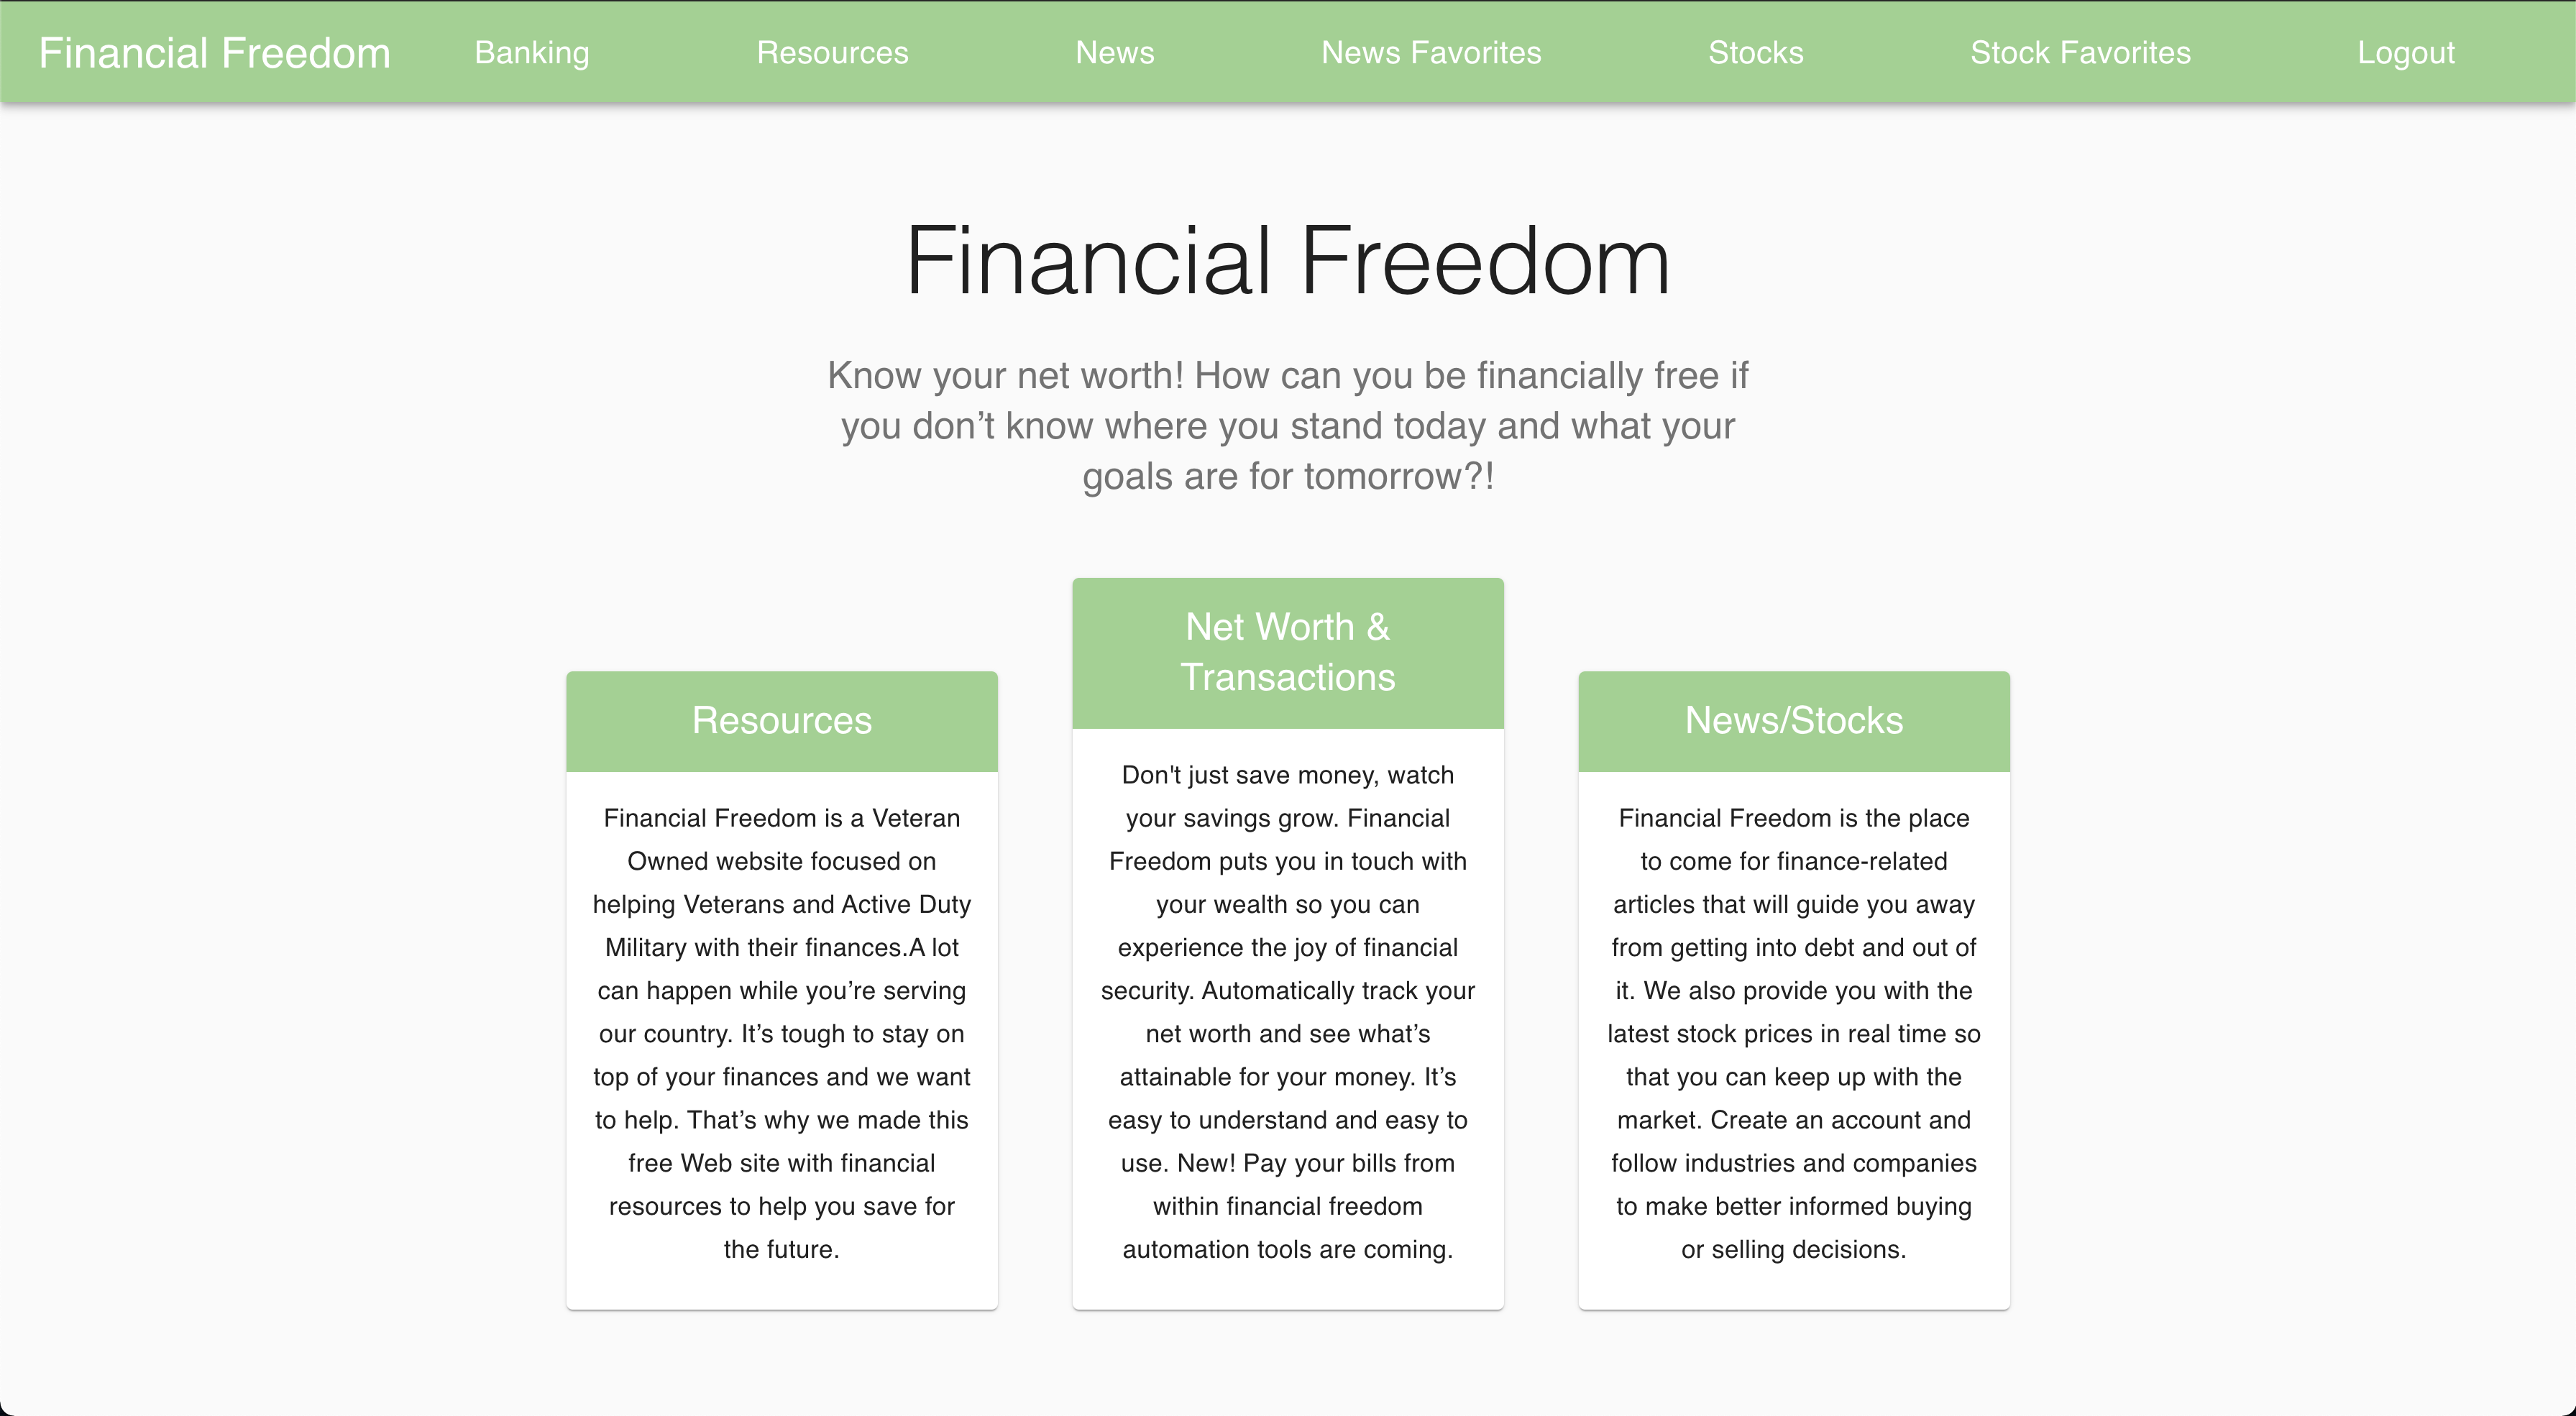 Financial Freedom Banking Resources News News Favorites Stocks Stock Favorites Logout
Financial Freedom
Know your net worth! How can you be financially free if
you don’t know where you stand today and what your
goals are for tomorrow?!
Resources
Financial Freedom is a Veteran
Owned website focused on
helping Veterans and Active Duty
Military with their finances.A lot
can happen while you’re serving
our country. It’s tough to stay on
top of your finances and we want
to help. That’s why we made this
free Web site with financial
resources to help you save for
the future.
Net Worth &
Transactions
Don't just save money, watch
your savings grow. Financial
Freedom puts you in touch with
your wealth so you can
experience the joy of financial
security. Automatically track your
net worth and see what’s
attainable for your money. It’s
easy to understand and easy to
use. New! Pay your bills from
within financial freedom
automation tools are coming.
News/Stocks
Financial Freedom is the place
to come for finance-related
articles that will guide you away
from getting into debt and out of
it. We also provide you with the
latest stock prices in real time so
that you can keep up with the
market. Create an account and
follow industries and companies
to make better informed buying
or selling decisions.